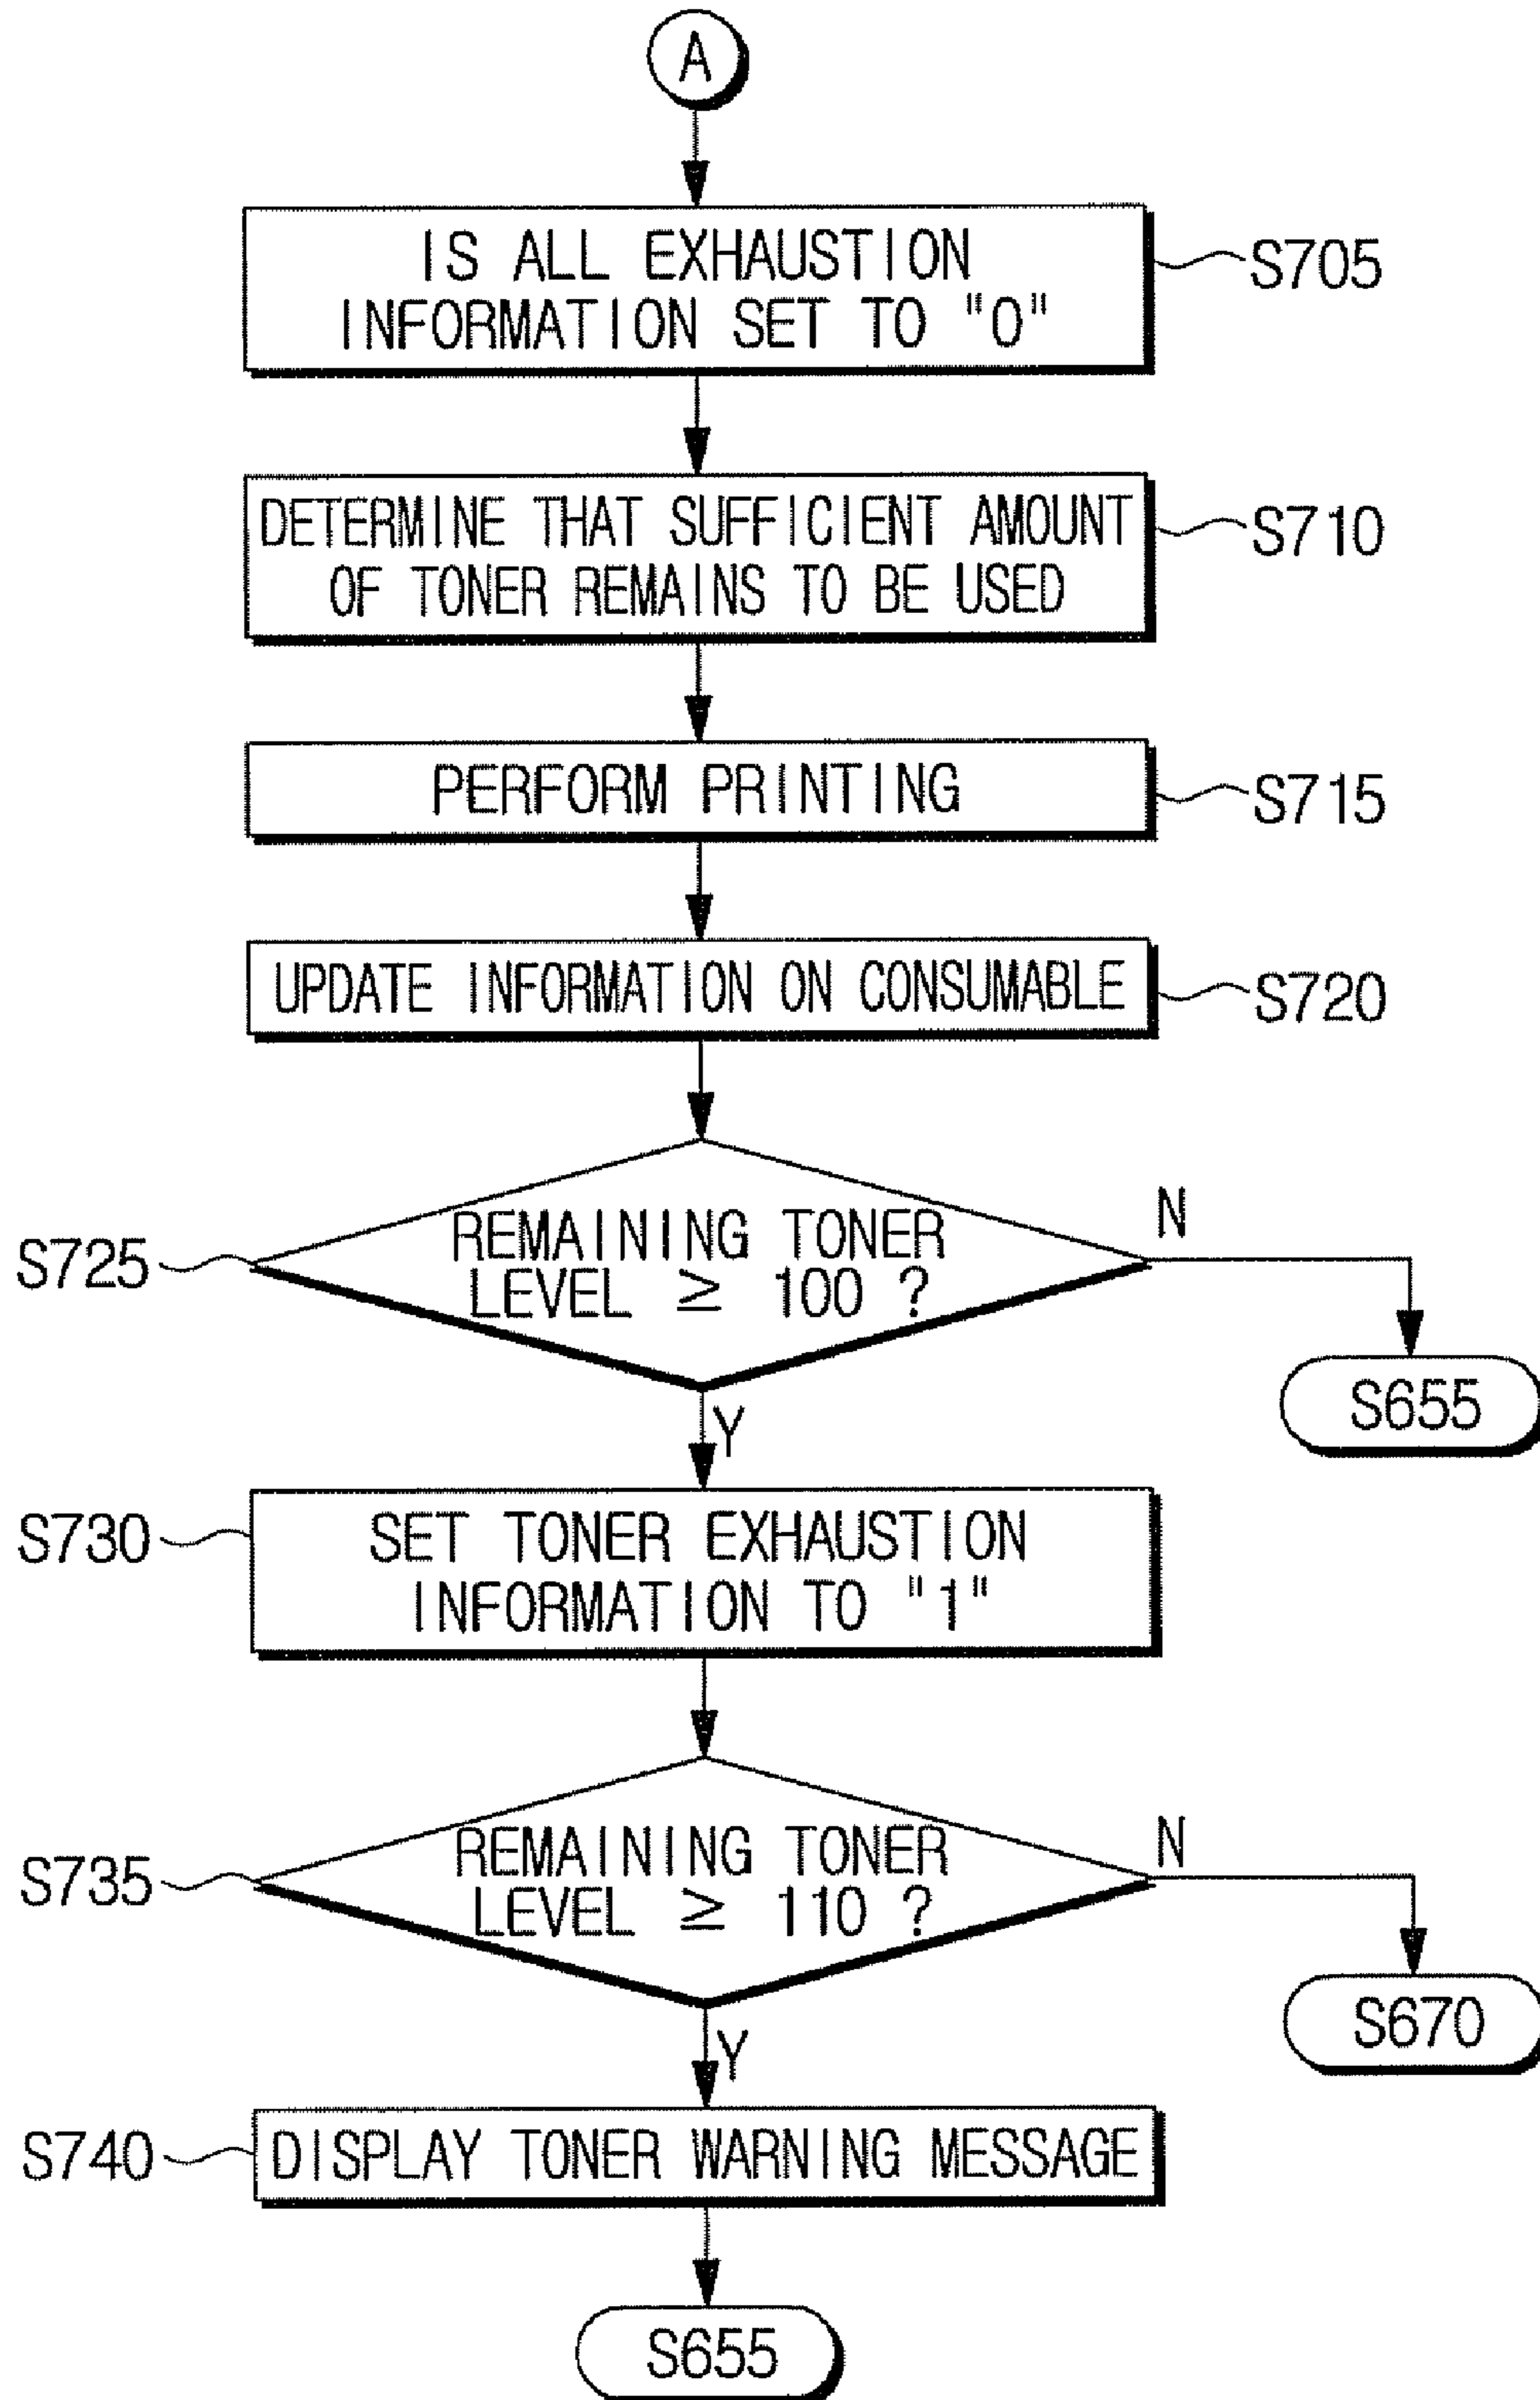 A
IS ALL EXHAUSTION
INFORMATION SET TO "0"
S705
DETERMINE THAT SUFFICIENT AMOUNT
OF TONER REMAINS TO BE USED
S710
PERFORM PRINTING
S715
UPDATE INFORMATION ON CONSUMABLE
S720
S725
REMAINING TONER
LEVEL ≥ 100 ?
N
S655
Y
S730
SET TONER EXHAUSTION
INFORMATION TO "1"
S735
REMAINING TONER
LEVEL ≥ 110 ?
N
S670
Y
S740
DISPLAY TONER WARNING MESSAGE
S655